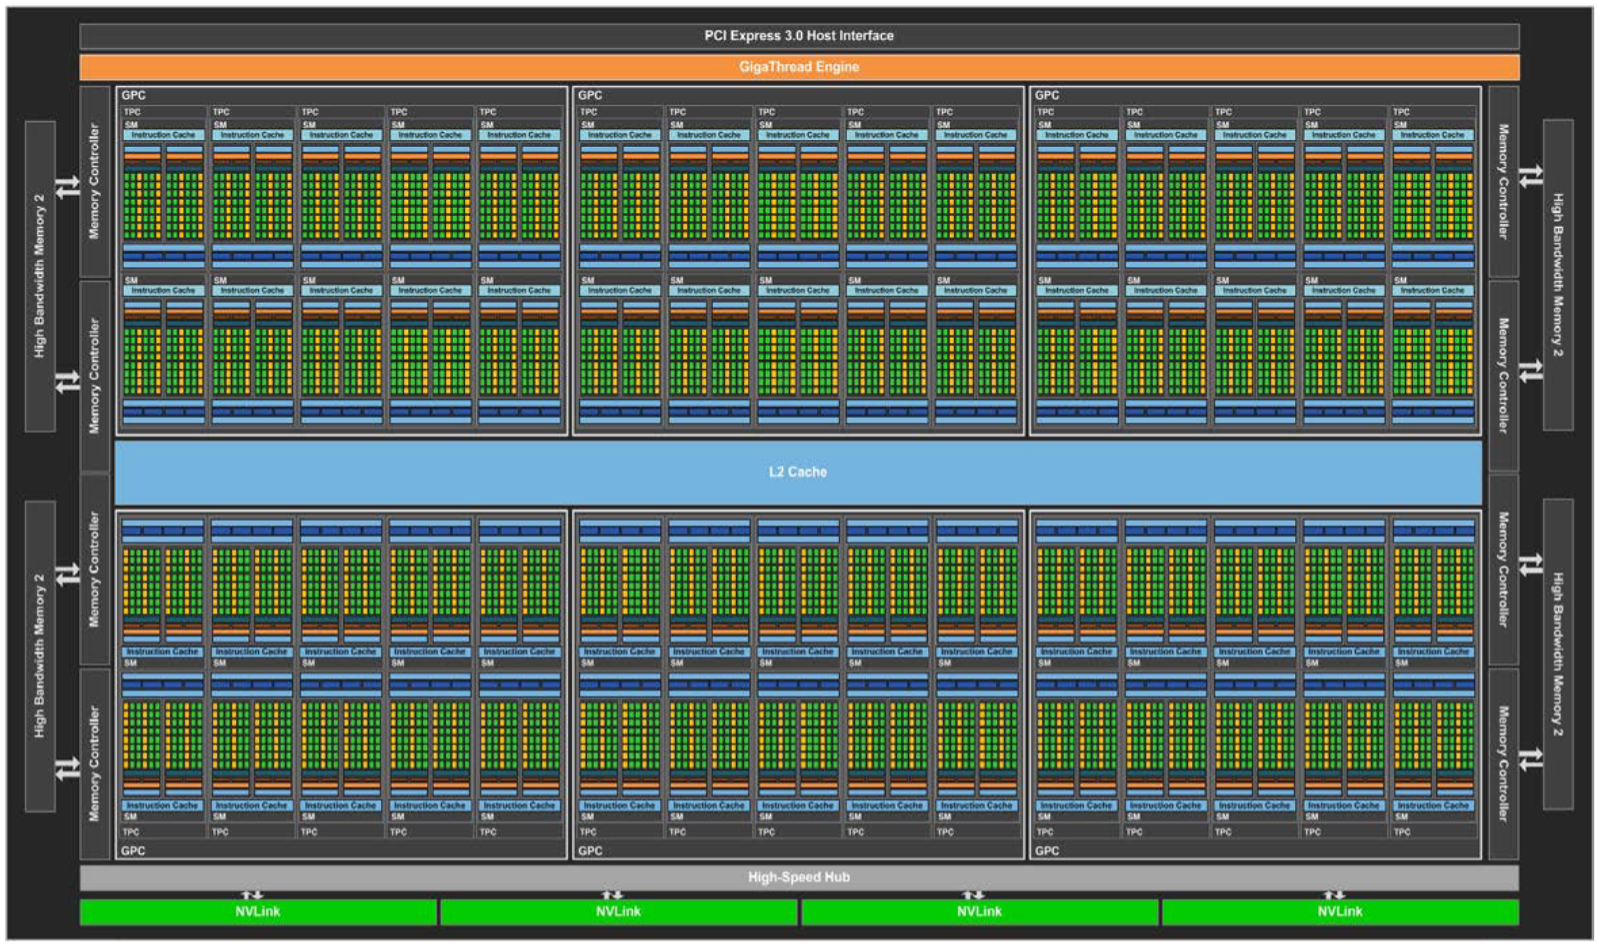 PCI Express 3.0 Host Interface
GigaThread Engine
GPC GPC GPC
TPC TPC TPC TPC TPC TPC TPC TPC TPC TPC TPC TPC TPC TPC TPC
SM SM SM SM SM SM SM SM SM SM SM SM SM SM SM
Instruction Cache Instruction Cache Instruction Cache Instruction Cache Instruction Cache Instruction Cache Instruction Cache Instruction Cache Instruction Cache Instruction Cache Instruction Cache Instruction Cache Instruction Cache Instruction Cache Instruction Cache
High Bandwidth Memory 2
Memory Controller
Memory Controller
High Bandwidth Memory 2
SM SM SM SM SM SM SM SM SM SM SM SM SM SM SM
Instruction Cache Instruction Cache Instruction Cache Instruction Cache Instruction Cache Instruction Cache Instruction Cache Instruction Cache Instruction Cache Instruction Cache Instruction Cache Instruction Cache Instruction Cache Instruction Cache Instruction Cache
Memory Controller
Memory Controller
L2 Cache
Memory Controller
Memory Controller
Instruction Cache Instruction Cache Instruction Cache Instruction Cache Instruction Cache Instruction Cache Instruction Cache Instruction Cache Instruction Cache Instruction Cache Instruction Cache Instruction Cache Instruction Cache Instruction Cache Instruction Cache
SM SM SM SM SM SM SM SM SM SM SM SM SM SM SM
High Bandwidth Memory 2
Memory Controller
Memory Controller
High Bandwidth Memory 2
Instruction Cache Instruction Cache Instruction Cache Instruction Cache Instruction Cache Instruction Cache Instruction Cache Instruction Cache Instruction Cache Instruction Cache Instruction Cache Instruction Cache Instruction Cache Instruction Cache Instruction Cache
SM SM SM SM SM SM SM SM SM SM SM SM SM SM SM
TPC TPC TPC TPC TPC TPC TPC TPC TPC TPC TPC TPC TPC TPC TPC
GPC GPC GPC
High-Speed Hub
NVLink NVLink NVLink NVLink